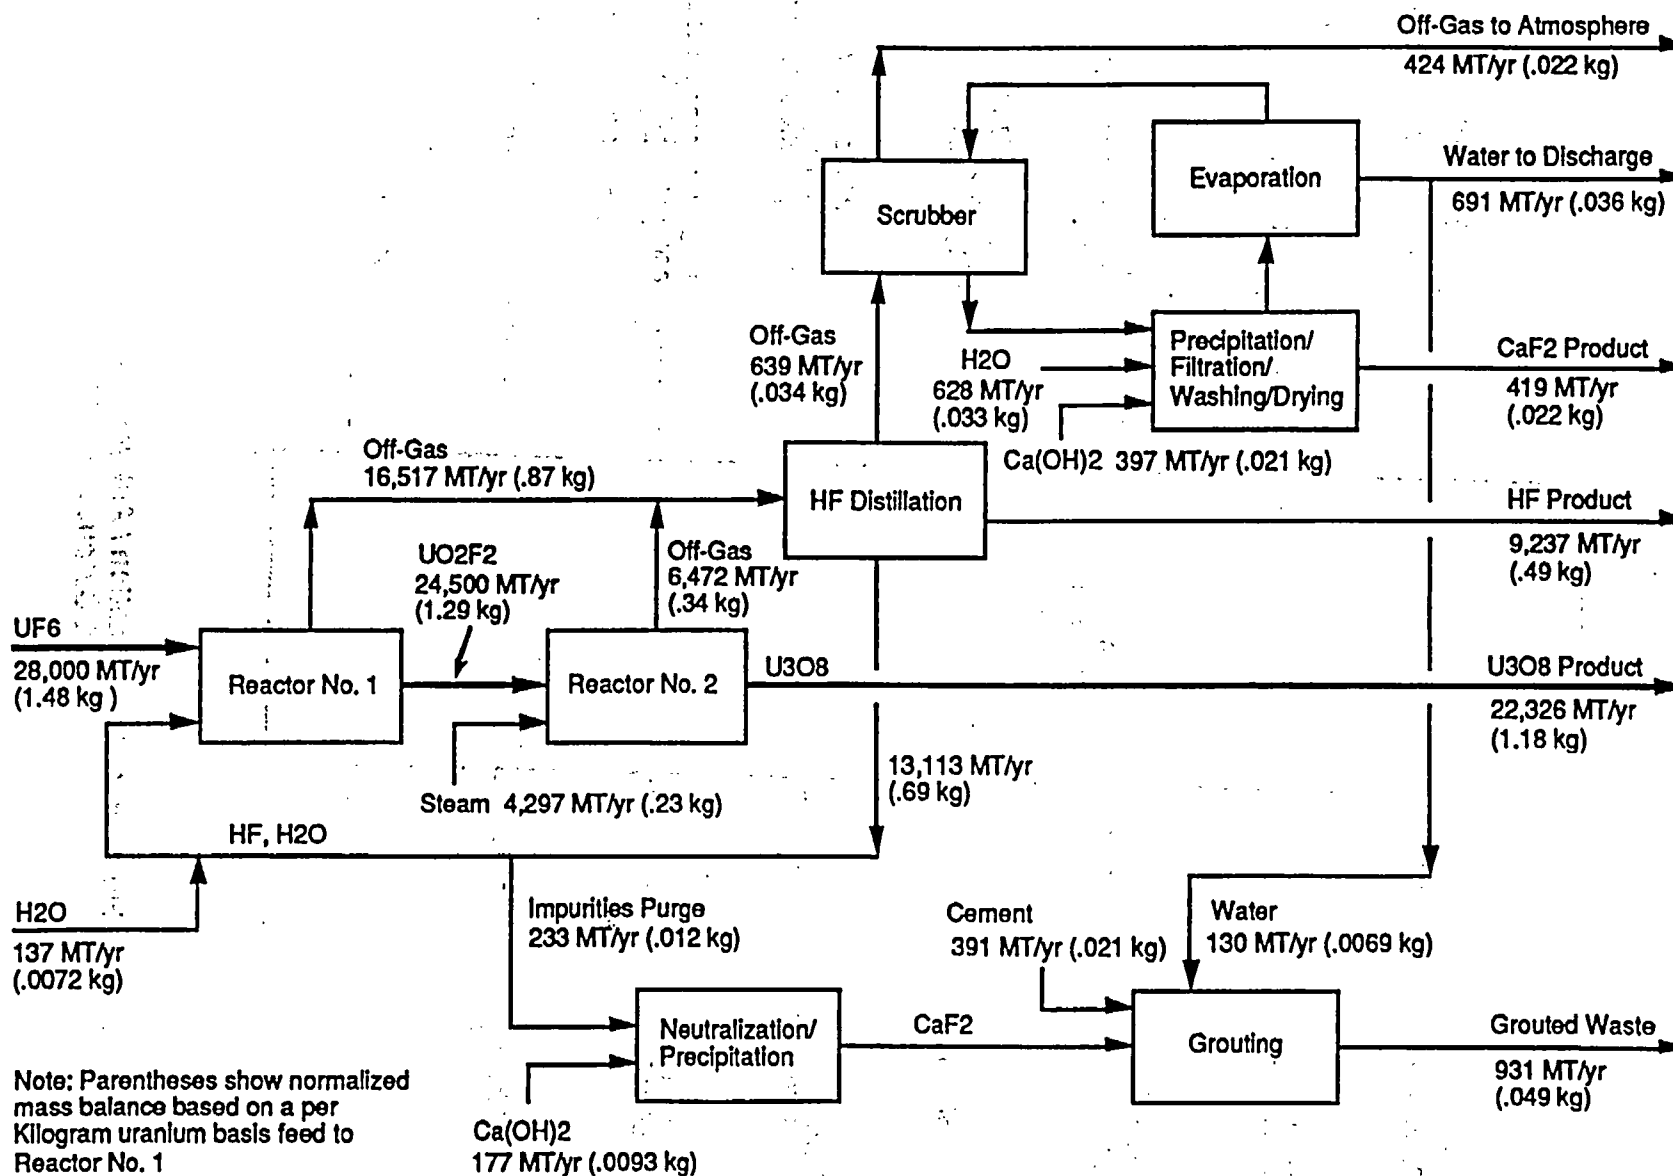 Off-Gas to Atmosphere
424 MT/yr (.022 kg)
Evaporation
Water to Discharge
691 MT/yr (.036 kg)
Scrubber
Off-Gas
639 MT/yr
(.034 kg)
H2O
628 MT/yr
(.033 kg)
Precipitation/
Filtration/
Washing/Drying
CaF2 Product
419 MT/yr
(.022 kg)
Ca(OH)2 397 MT/yr (.021 kg)
Off-Gas
16,517 MT/yr (.87 kg)
HF Distillation
HF Product
9,237 MT/yr
(.49 kg)
UO2F2
24,500 MT/yr
(1.29 kg)
Off-Gas
6,472 MT/yr
(.34 kg)
UF6
28,000 MT/yr
(1.48 kg )
Reactor No. 1
Reactor No. 2
U3O8
U3O8 Product
22,326 MT/yr
(1.18 kg)
Steam 4,297 MT/yr (.23 kg)
13,113 MT/yr
(.69 kg)
HF, H2O
H2O
137 MT/yr
(.0072 kg)
Impurities Purge
233 MT/yr (.012 kg)
Cement
391 MT/yr (.021 kg)
Water
130 MT/yr (.0069 kg)
Neutralization/
Precipitation
CaF2
Grouting
Grouted Waste
931 MT/yr
(.049 kg)
Ca(OH)2
177 MT/yr (.0093 kg)
Note: Parentheses show normalized
mass balance based on a per
Kilogram uranium basis feed to
Reactor No. 1